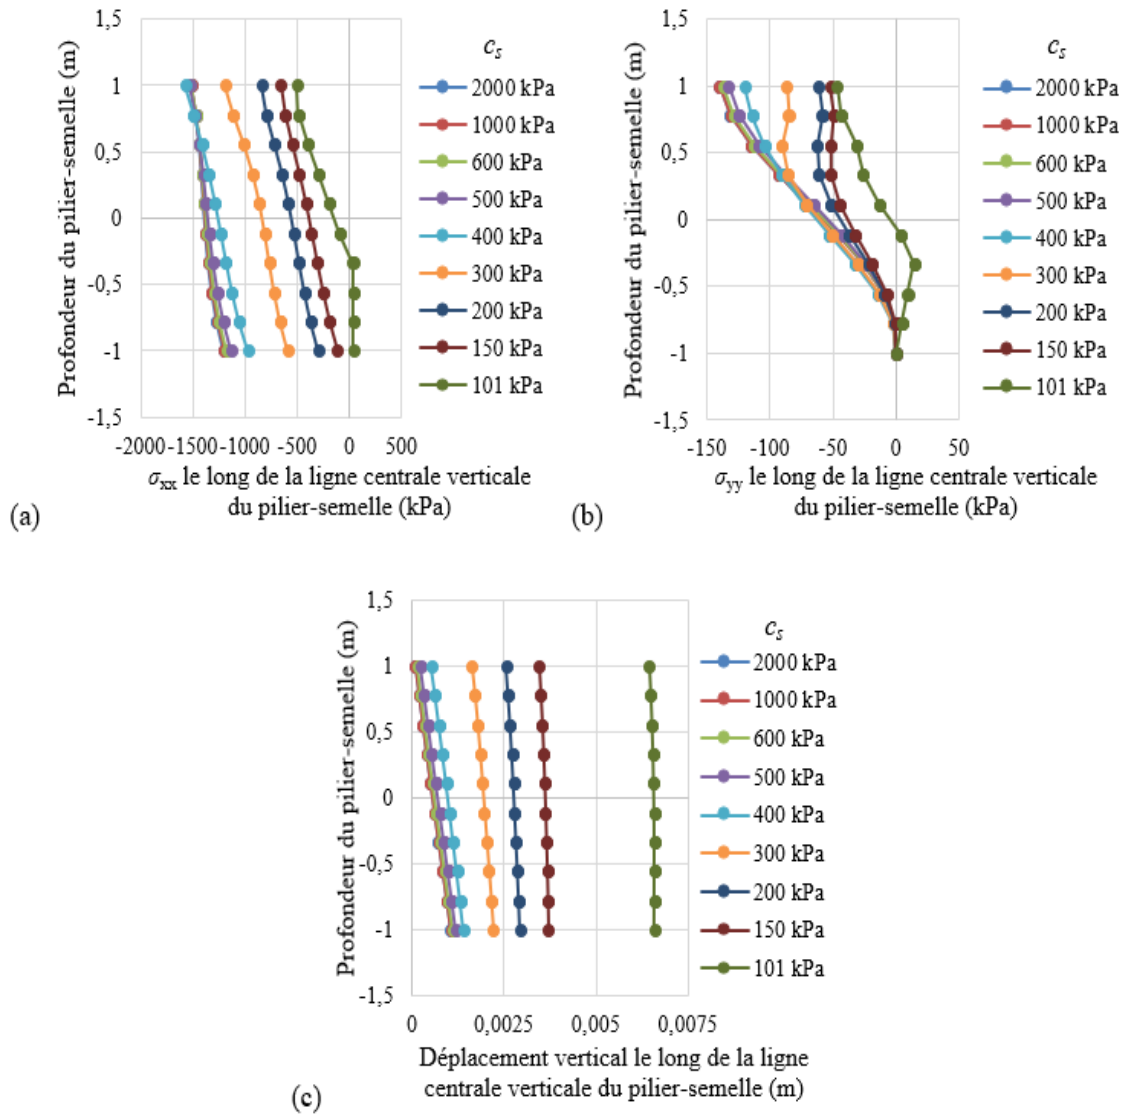 1,5
1
0,5
0
-0,5
-1
-1,5
Profondeur du pilier-semelle (m)
-2000 -1500 -1000 -500 0 500
σxx le long de la ligne centrale verticale
du pilier-semelle (kPa)
cs
2000 kPa
1000 kPa
600 kPa
500 kPa
400 kPa
300 kPa
200 kPa
150 kPa
101 kPa
(a)
1,5
1
0,5
0
-0,5
-1
-1,5
Profondeur du pilier-semelle (m)
-150 -100 -50 0 50
σyy le long de la ligne centrale verticale
du pilier-semelle (kPa)
cs
2000 kPa
1000 kPa
600 kPa
500 kPa
400 kPa
300 kPa
200 kPa
150 kPa
101 kPa
(b)
1,5
1
0,5
0
-0,5
-1
-1,5
Profondeur du pilier-semelle (m)
0 0,0025 0,005 0,0075
Déplacement vertical le long de la ligne
centrale verticale du pilier-semelle (m)
cs
2000 kPa
1000 kPa
600 kPa
500 kPa
400 kPa
300 kPa
200 kPa
150 kPa
101 kPa
(c)